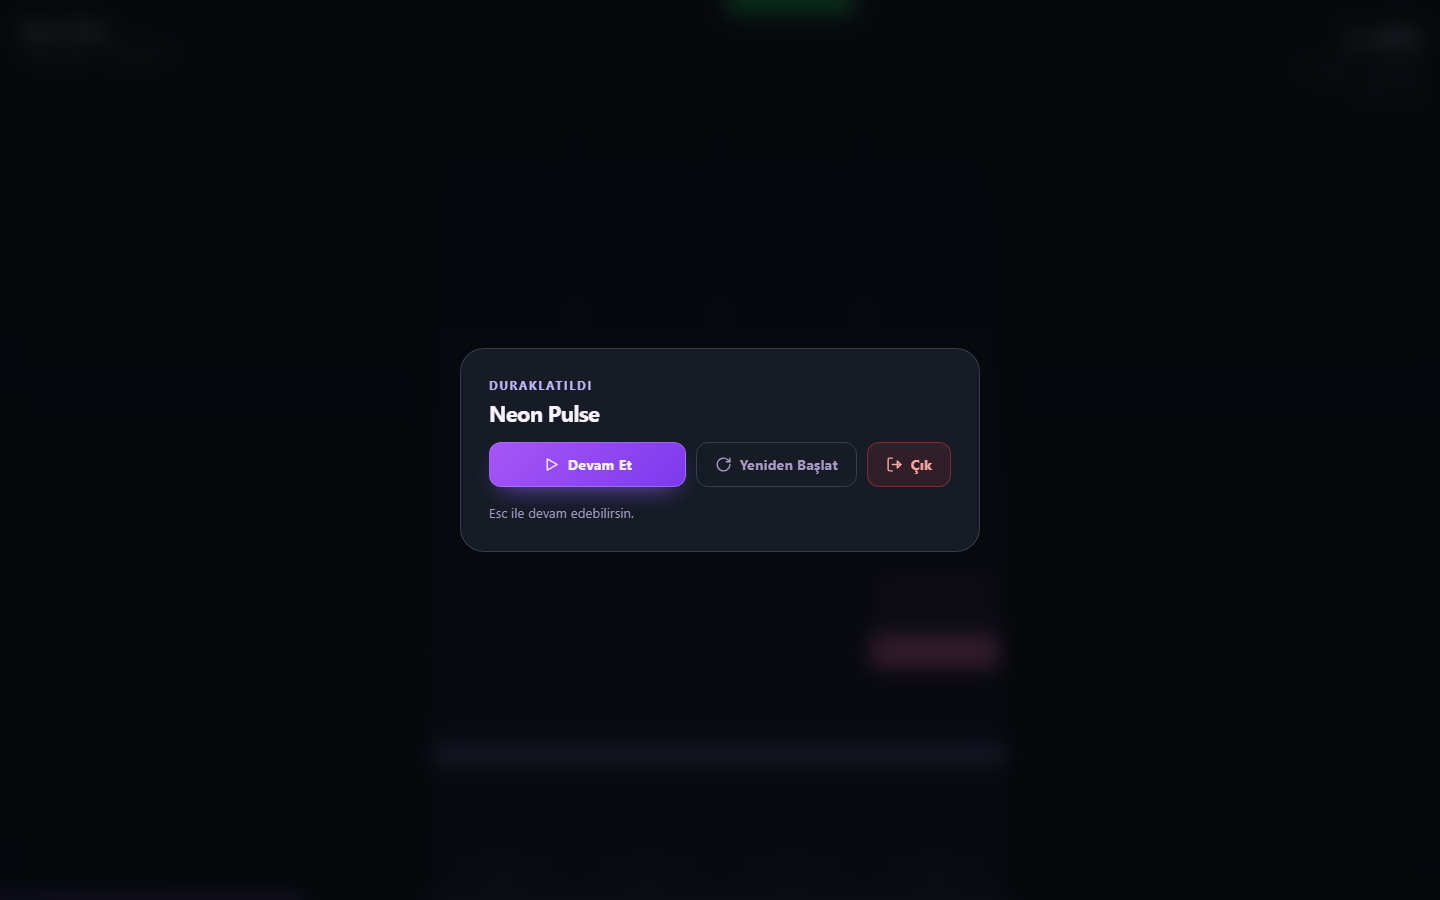 DURAKLATILDI
Neon Pulse
Devam Et
Yeniden Başlat
Çık
Esc ile devam edebilirsin.